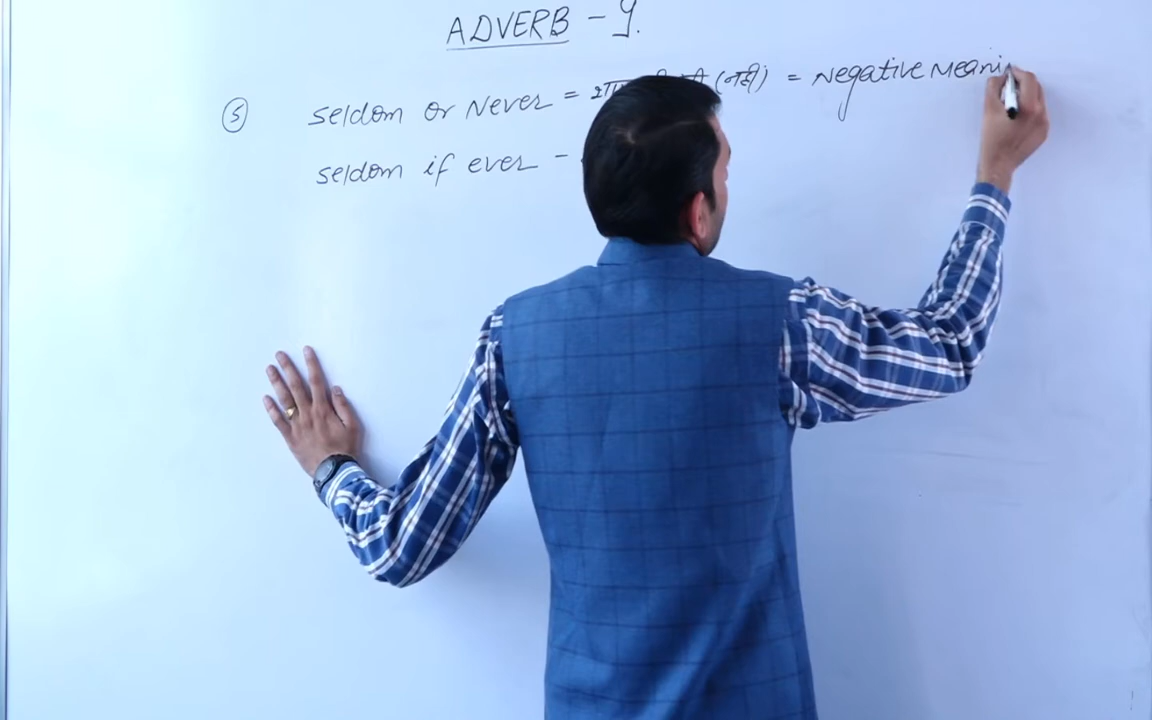 ADVERB - 9.
(5) seldom or Never = (नहीं) = Negative Meani
seldom if ever -